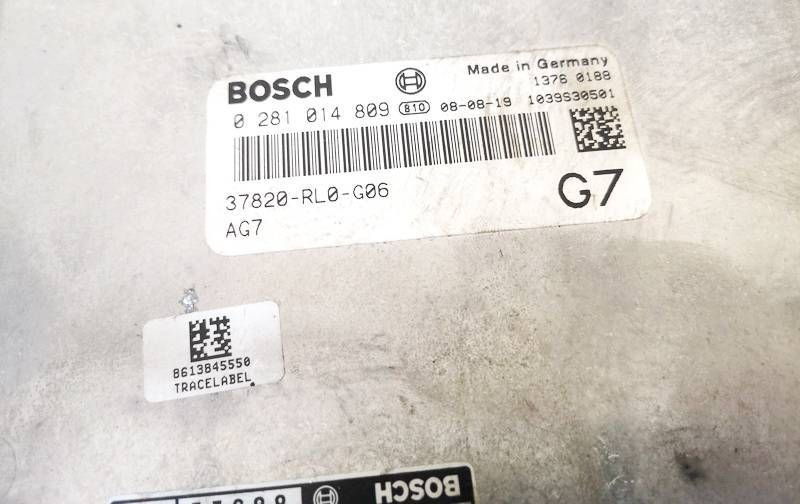 BOSCH
Made in Germany
1376 0188
0 281 014 809 810 08-08-19 1039S30501
37820-RL0-G06
G7
AG7
8613845550
TRACELABEL
BOSCH